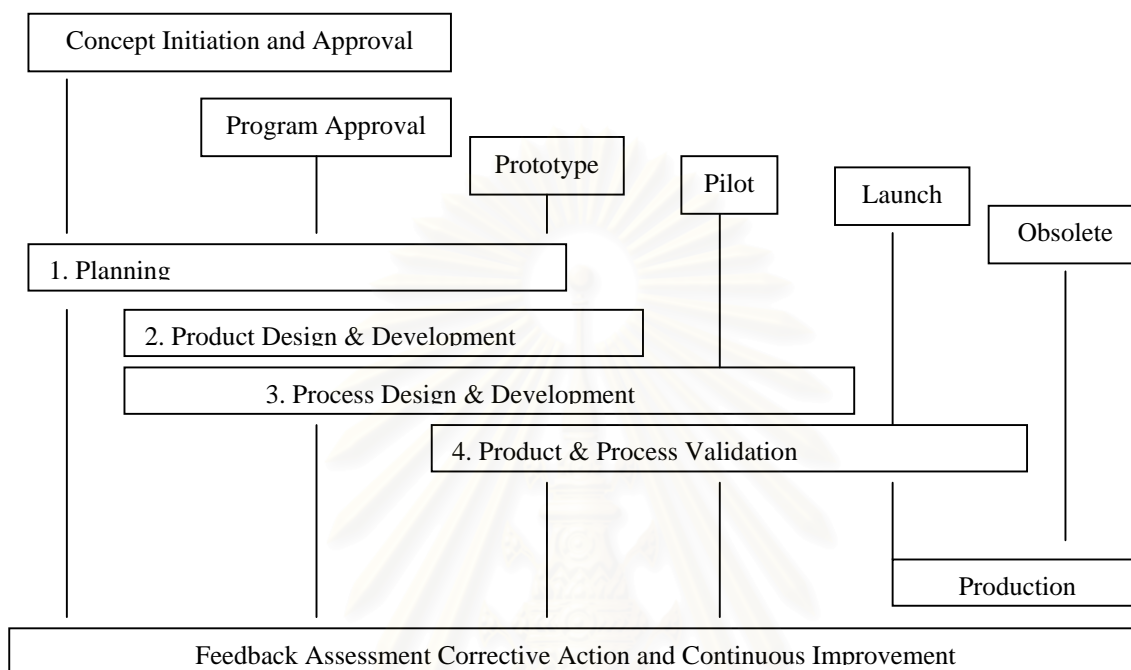 Concept Initiation and Approval
Program Approval
Prototype
Pilot
Launch
Obsolete
1. Planning
2. Product Design & Development
3. Process Design & Development
4. Product & Process Validation
Production
Feedback Assessment Corrective Action and Continuous Improvement